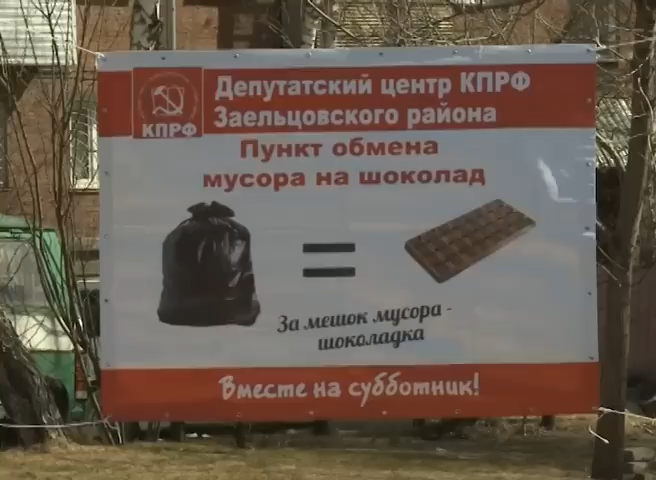 КПРФ
Депутатский центр КПРФ
Заельцовского района
Пункт обмена
мусора на шоколад
За мешок мусора -
шоколадка
Вместе на субботник!